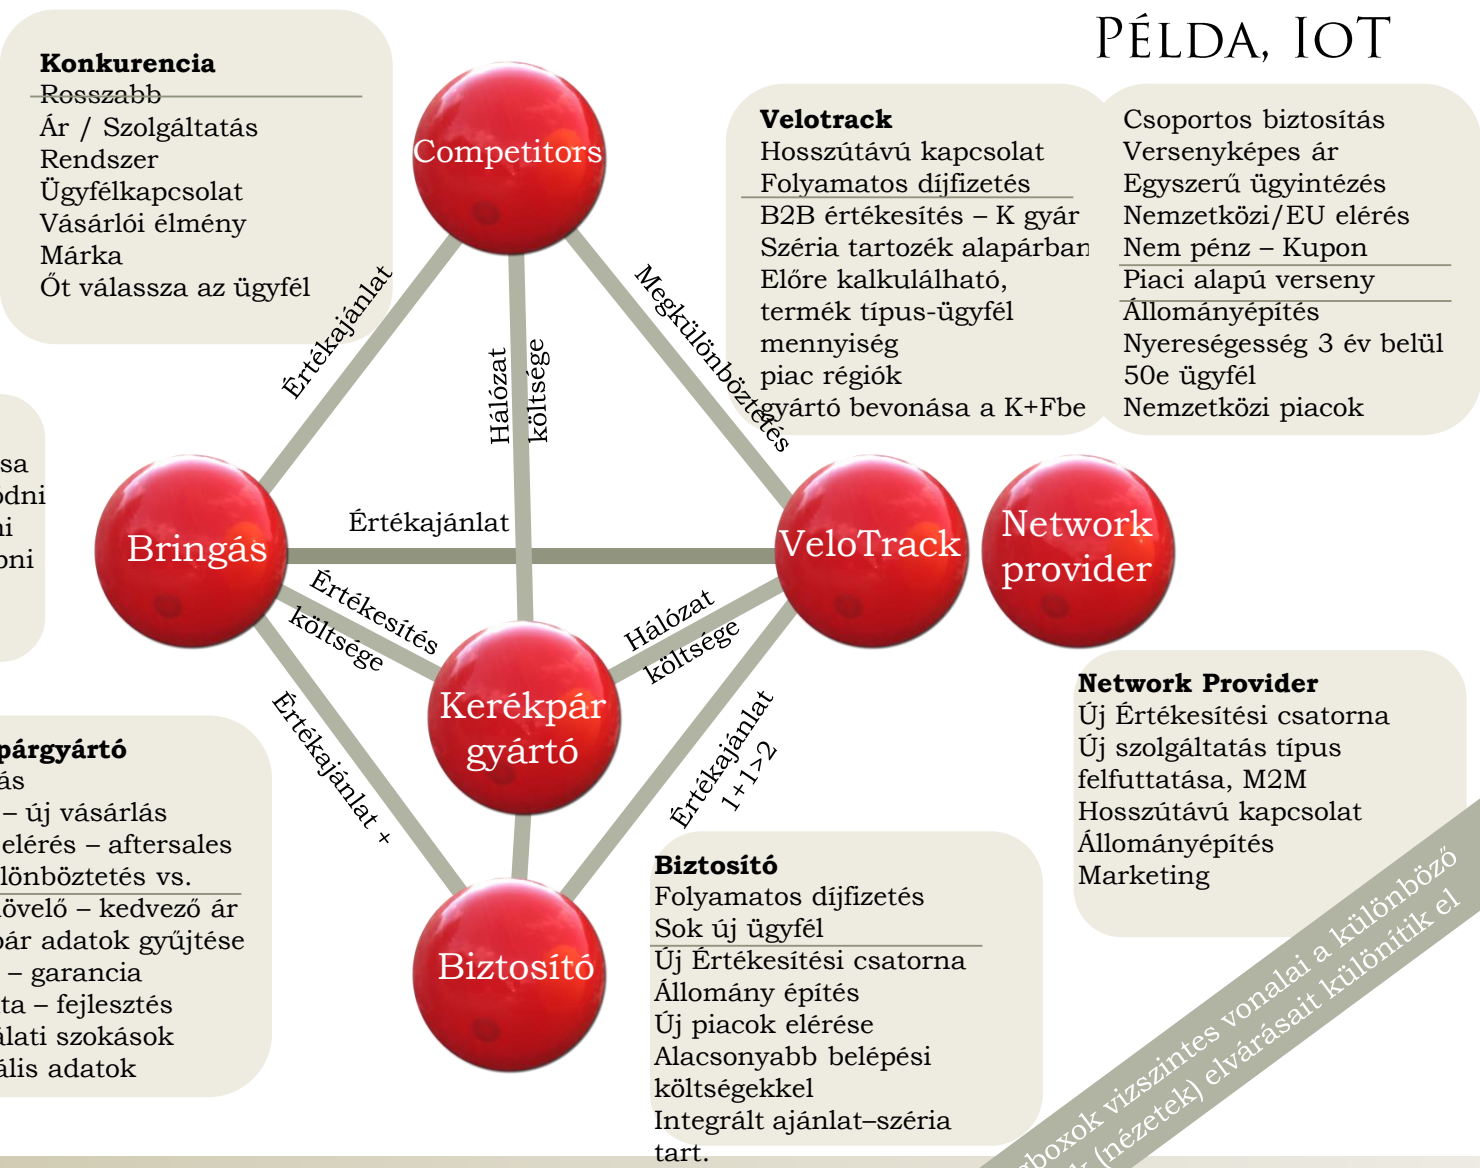 PÉLDA, IOT
Konkurencia
Rosszabb
Ár / Szolgáltatás
Rendszer
Ügyfélkapcsolat
Vásárlói élmény
Márka
Őt válassza az ügyfél
Competitors
Velotrack
Hosszútávú kapcsolat
Folyamatos díjfizetés
B2B értékesítés – K gyár
Széria tartozék alapárban
Előre kalkulálható,
termék típus-ügyfél
mennyiség
piac régiók
gyártó bevonása a K+Fbe
Csoportos biztosítás
Versenyképes ár
Egyszerű ügyintézés
Nemzetközi/EU elérés
Nem pénz – Kupon
Piaci alapú verseny
Állományépítés
Nyereségesség 3 év belül
50e ügyfél
Nemzetközi piacok
Értékajánlat
Hálózat
költsége
Megkülönböztetés
Bringás
Értékajánlat
VeloTrack
Network
provider
Értékesítés
költsége
Hálózat
költsége
Kerékpár
gyártó
Értékajánlat +
Értékajánlat
1+1>2
Biztosító
párgyártó
– új vásárlás
elérés – aftersales
vs.
– kedvező ár
adatok gyűjtése
– garancia
– fejlesztés
szokások
adatok
Biztosító
Folyamatos díjfizetés
Sok új ügyfél
Új Értékesítési csatorna
Állomány építés
Új piacok elérése
Alacsonyabb belépési
költségekkel
Integrált ajánlat–széria
tart.
Network Provider
Új Értékesítési csatorna
Új szolgáltatás típus
felfuttatása, M2M
Hosszútávú kapcsolat
Állományépítés
Marketing
vizszintes vonalai a különböző
(nézetek) elvárásait különítik el